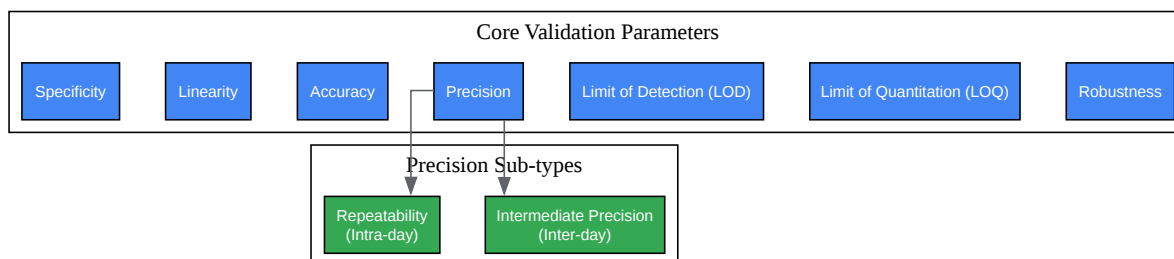 Core Validation Parameters
Specificity
Linearity
Accuracy
Precision
Limit of Detection (LOD)
Limit of Quantitation (LOQ)
Robustness
Precision Sub-types
Repeatability
(Intra-day)
Intermediate Precision
(Inter-day)